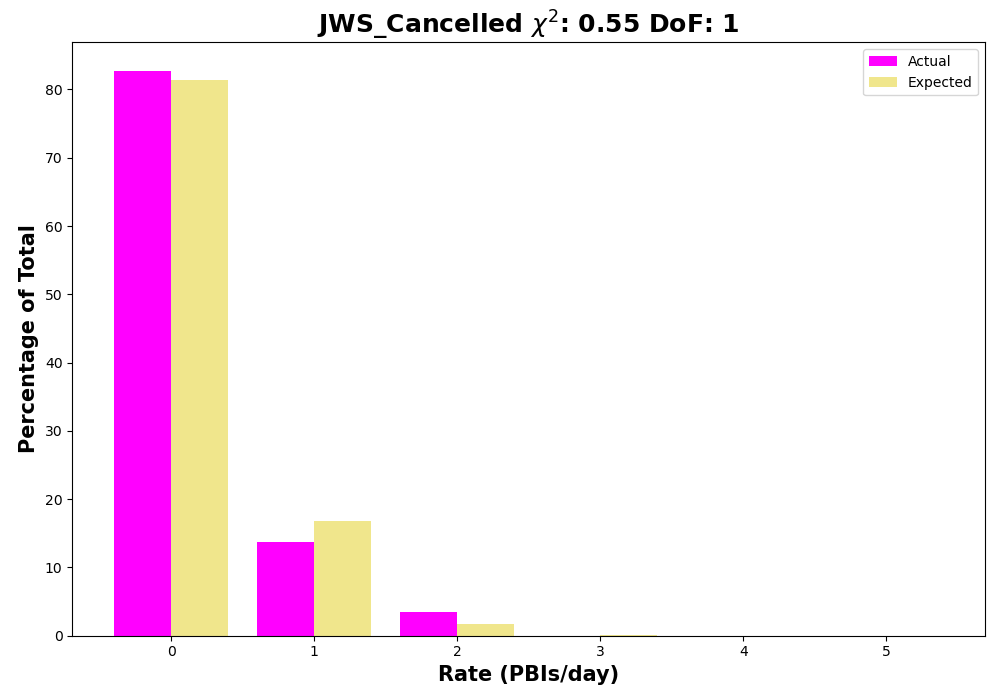 JWS_Cancelled χ²: 0.55 DoF: 1
Actual
Expected
Percentage of Total
80
70
60
50
40
30
20
10
0
0 1 2 3 4 5
Rate (PBIs/day)